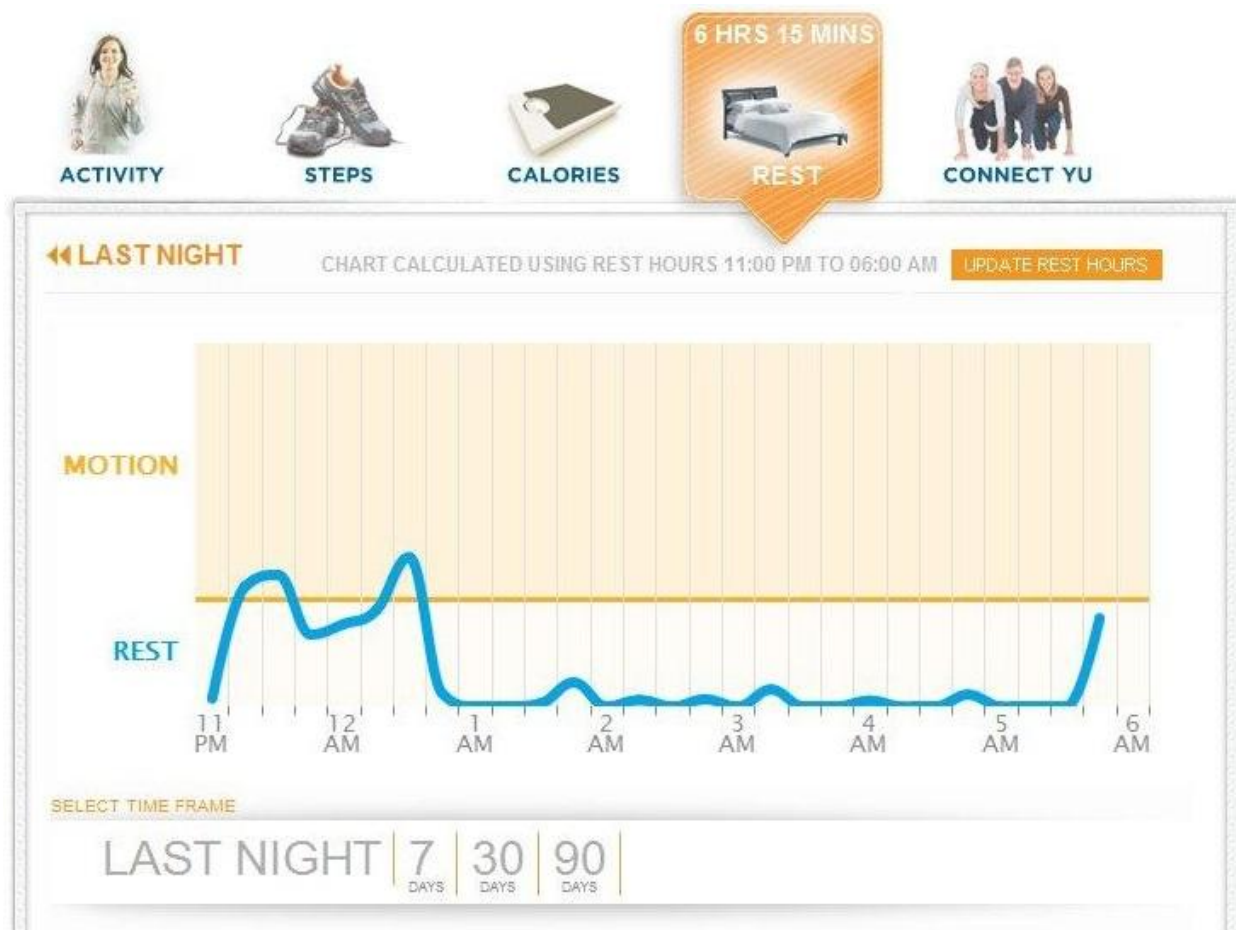 6 HRS 15 MINS
ACTIVITY
STEPS
CALORIES
REST
CONNECT YU
LAST NIGHT
CHART CALCULATED USING REST HOURS 11:00 PM TO 06:00 AM
UPDATE REST HOURS
MOTION
REST
11 12 1 2 3 4 5 6
PM AM AM AM AM AM AM AM
SELECT TIME FRAME
LAST NIGHT 7 30 90
DAYS DAYS DAYS